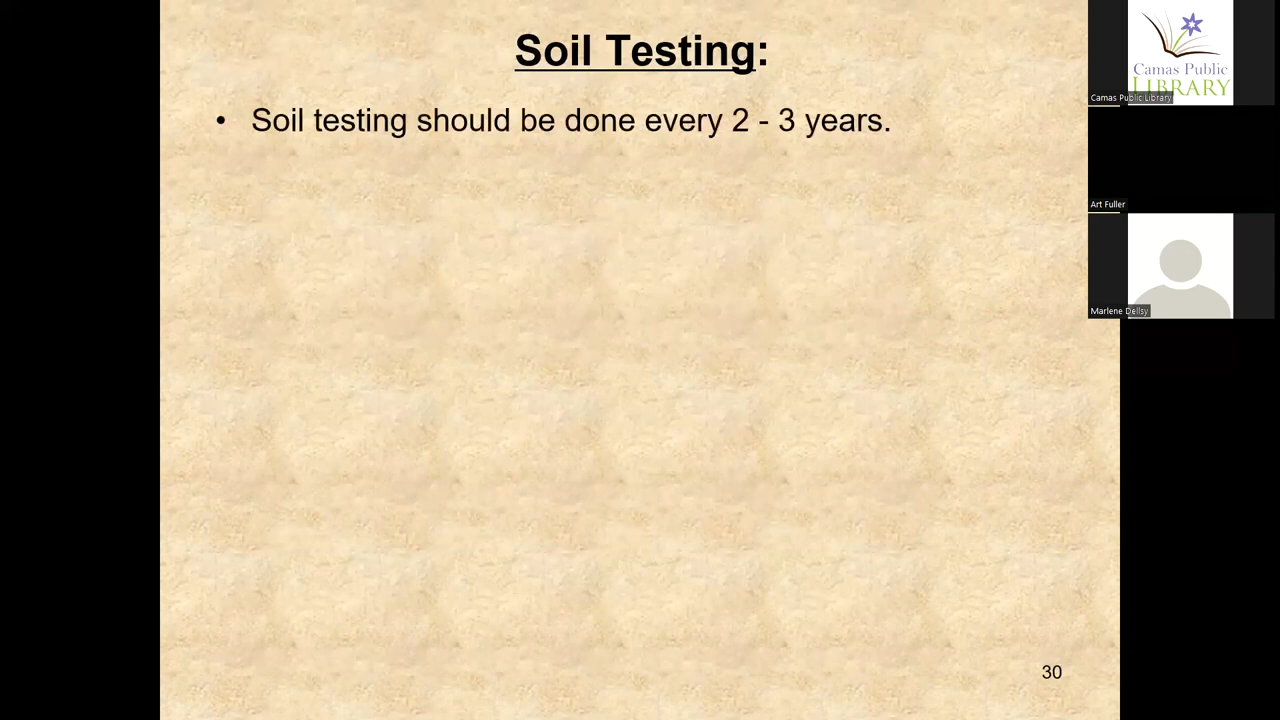 Soil Testing:
• Soil testing should be done every 2 - 3 years.
30
Camas Public
LIBRARY
Camas Public Library
Art Fuller
Marlene Dellsy